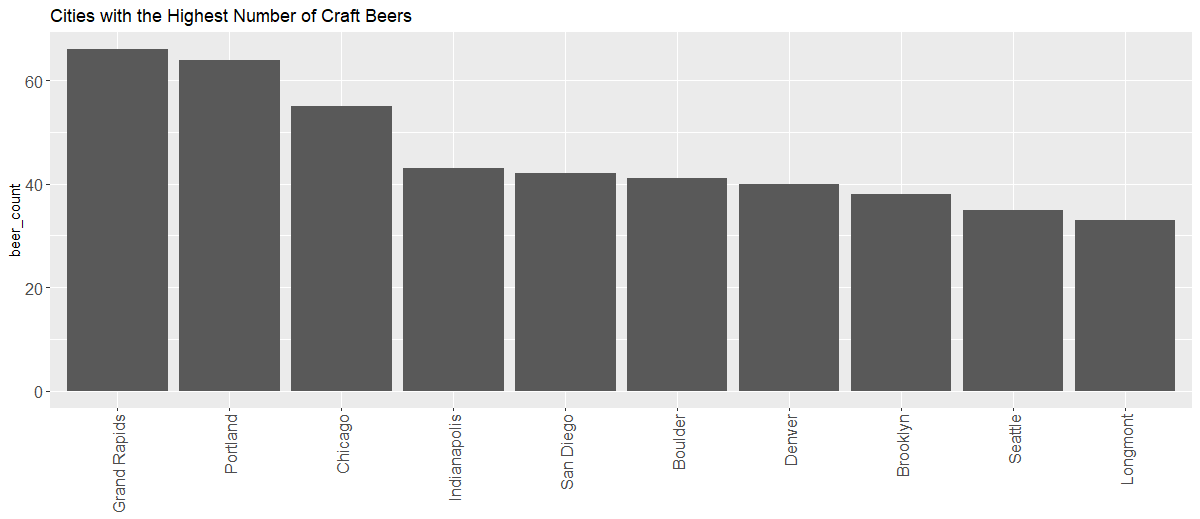 Cities with the Highest Number of Craft Beers
beer_count
60
40
20
0
Grand Rapids
Portland
Chicago
Indianapolis
San Diego
Boulder
Denver
Brooklyn
Seattle
Longmont